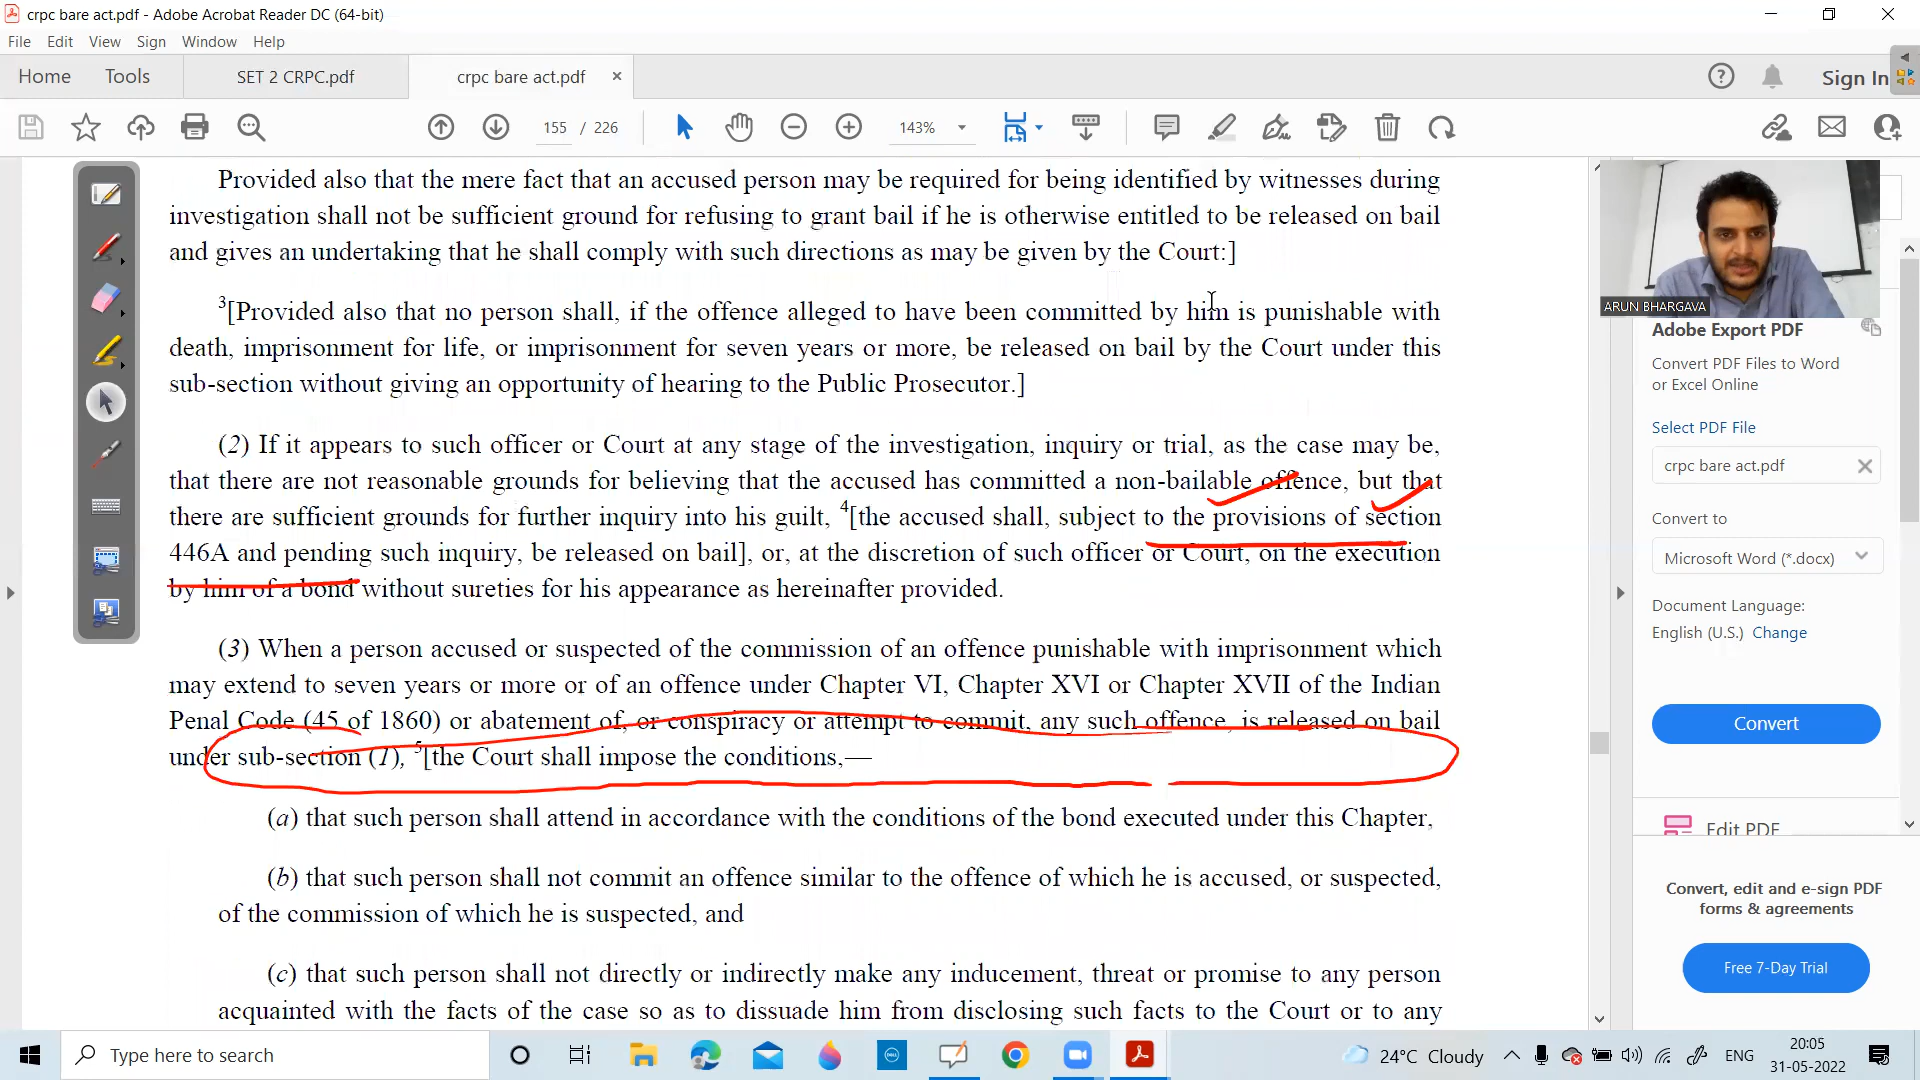 crpc bare act.pdf - Adobe Acrobat Reader DC (64-bit)
File Edit View Sign Window Help
Home Tools SET 2 CRPC.pdf crpc bare act.pdf × Sign In
155 / 226 143%
Provided also that the mere fact that an accused person may be required for being identified by witnesses during
investigation shall not be sufficient ground for refusing to grant bail if he is otherwise entitled to be released on bail
and gives an undertaking that he shall comply with such directions as may be given by the Court:]
3[Provided also that no person shall, if the offence alleged to have been committed by him is punishable with
death, imprisonment for life, or imprisonment for seven years or more, be released on bail by the Court under this
sub-section without giving an opportunity of hearing to the Public Prosecutor.]
(2) If it appears to such officer or Court at any stage of the investigation, inquiry or trial, as the case may be,
that there are not reasonable grounds for believing that the accused has committed a non-bailable offence, but that
there are sufficient grounds for further inquiry into his guilt, 4[the accused shall, subject to the provisions of section
446A and pending such inquiry, be released on bail], or, at the discretion of such officer or Court, on the execution
by him of a bond without sureties for his appearance as hereinafter provided.
(3) When a person accused or suspected of the commission of an offence punishable with imprisonment which
may extend to seven years or more or of an offence under Chapter VI, Chapter XVI or Chapter XVII of the Indian
Penal Code (45 of 1860) or abatement of, or conspiracy or attempt to commit, any such offence, is released on bail
under sub-section (1), 5[the Court shall impose the conditions,—
(a) that such person shall attend in accordance with the conditions of the bond executed under this Chapter,
(b) that such person shall not commit an offence similar to the offence of which he is accused, or suspected,
of the commission of which he is suspected, and
(c) that such person shall not directly or indirectly make any inducement, threat or promise to any person
acquainted with the facts of the case so as to dissuade him from disclosing such facts to the Court or to any
ARUN BHARGAVA
Adobe Export PDF
Convert PDF Files to Word
or Excel Online
Select PDF File
crpc bare act.pdf
Convert to
Microsoft Word (*.docx)
Document Language:
English (U.S.) Change
Convert
Edit PDF
Convert, edit and e-sign PDF
forms & agreements
Free 7-Day Trial
Type here to search
DELL
24°C Cloudy
ENG
20:05
31-05-2022